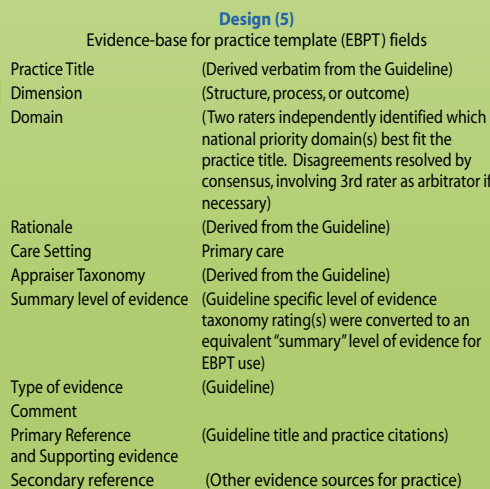 Design (5)
Evidence-base for practice template (EBPT) fields
Practice Title (Derived verbatim from the Guideline)
Dimension (Structure, process, or outcome)
Domain (Two raters independently identified which
national priority domain(s) best fit the
practice title. Disagreements resolved by
consensus, involving 3rd rater as arbitrator if
necessary)
Rationale (Derived from the Guideline)
Care Setting Primary care
Appraiser Taxonomy (Derived from the Guideline)
Summary level of evidence (Guideline specific level of evidence
taxonomy rating(s) were converted to an
equivalent “summary” level of evidence for
EBPT use)
Type of evidence (Guideline)
Comment
Primary Reference (Guideline title and practice citations)
and Supporting evidence
Secondary reference (Other evidence sources for practice)